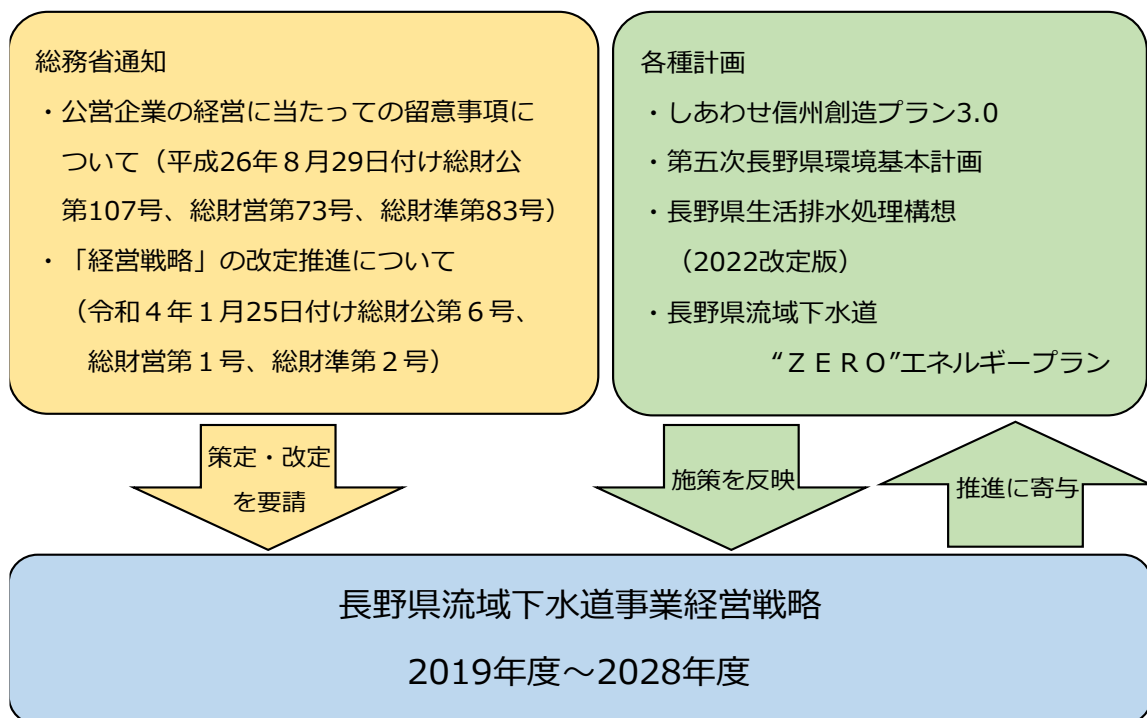 総務省通知
・公営企業の経営に当たっての留意事項に
ついて（平成26年８月29日付け総財公
第107号、総財営第73号、総財準第83号）
・「経営戦略」の改定推進について
（令和４年１月25日付け総財公第６号、
総財営第１号、総財準第２号）
各種計画
・しあわせ信州創造プラン3.0
・第五次長野県環境基本計画
・長野県生活排水処理構想
（2022改定版）
・長野県流域下水道
“ＺＥＲＯ”エネルギープラン
策定・改定
を要請
施策を反映
推進に寄与
長野県流域下水道事業経営戦略
2019年度～2028年度